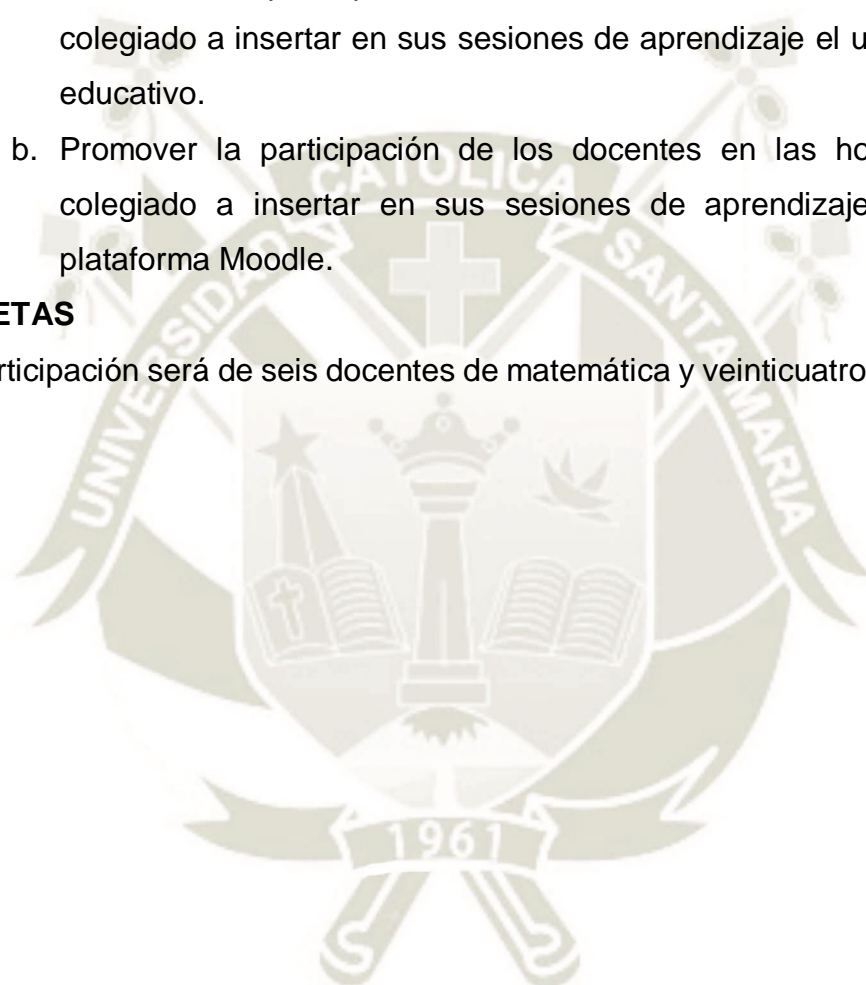 colegiado a insertar en sus sesiones de aprendizaje el u
educativo.
b. Promover la participación de los docentes en las ho
colegiado a insertar en sus sesiones de aprendizaje
plataforma Moodle.
ETAS
rticipación será de seis docentes de matemática y veinticuatro
UNIVERSIDAD CATOLICA SANTA MARIA
1961